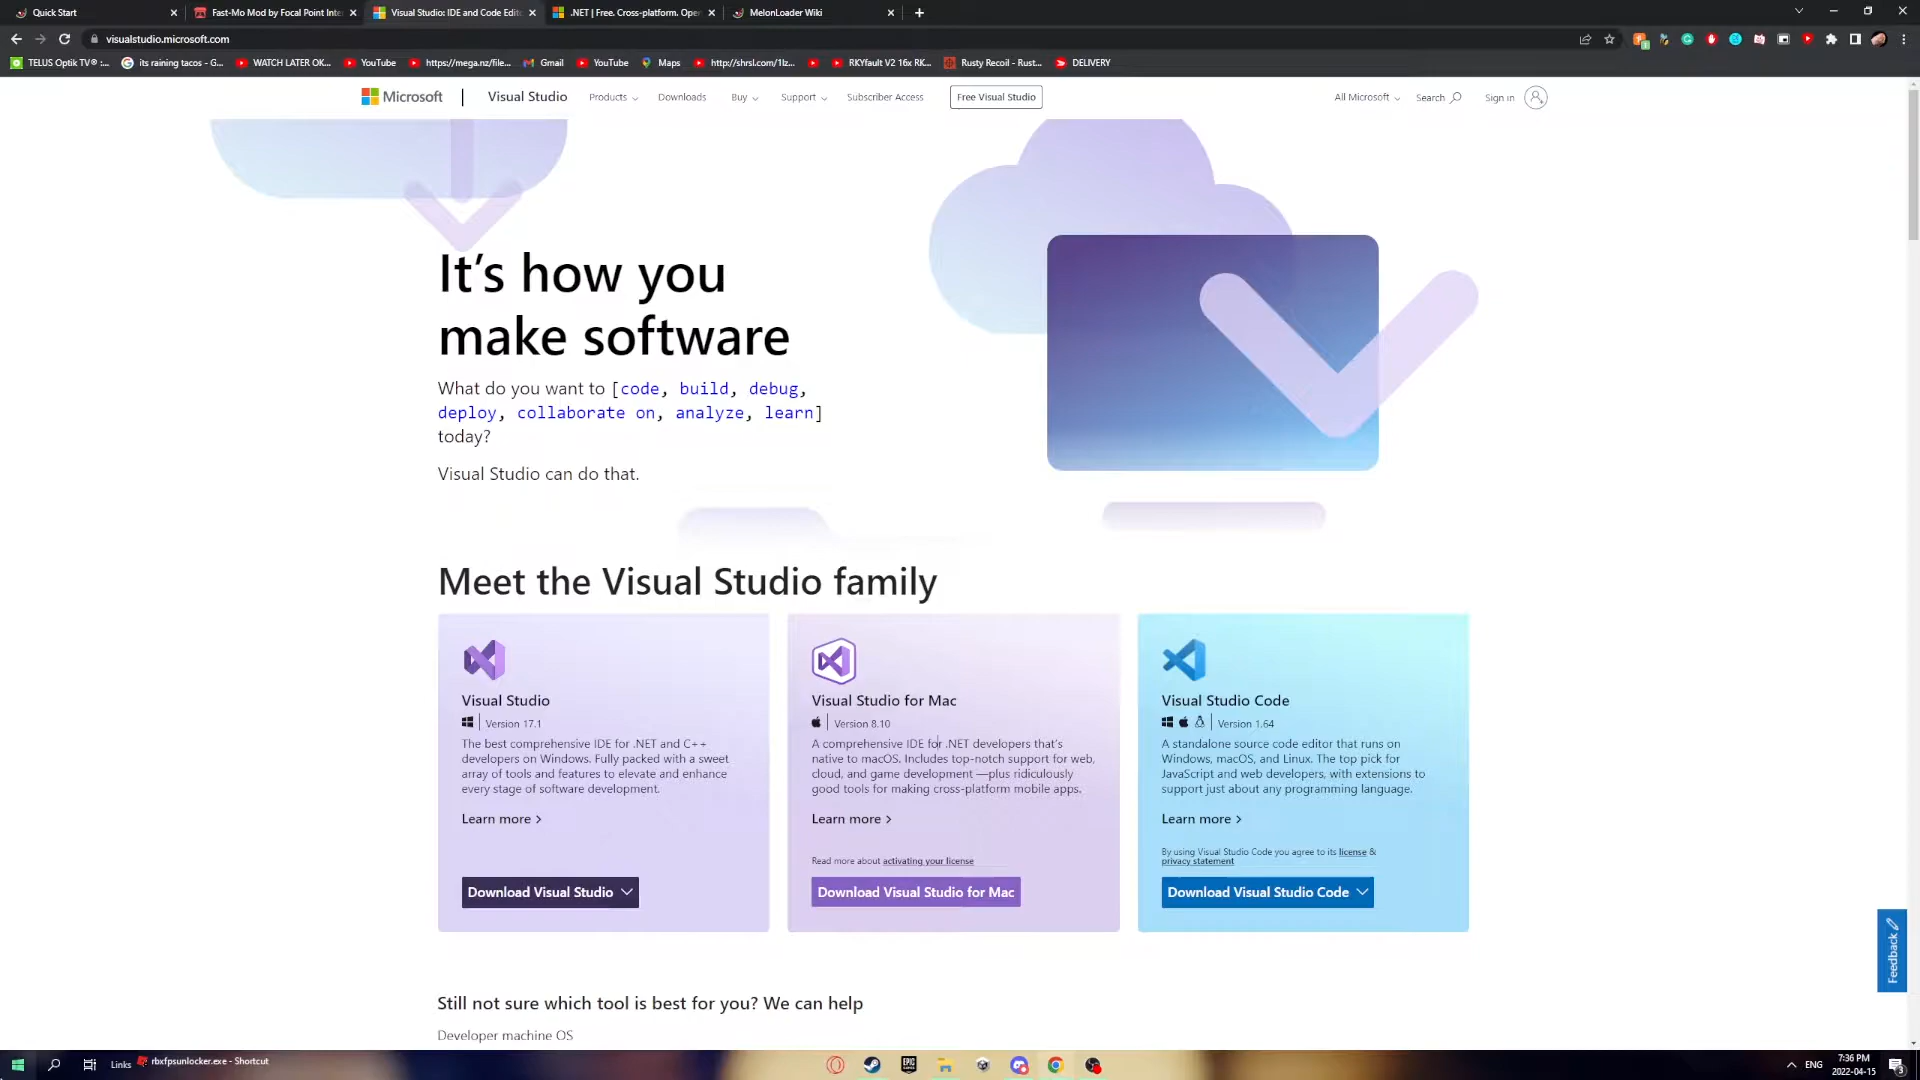 Quick Start
Fast-Mo Mod by Focal Point Inte
Visual Studio: IDE and Code Edit
.NET | Free. Cross-platform. Ope
MelonLoader Wiki
visualstudio.microsoft.com
TELUS Optik TV® :...
its raining tacos - G...
WATCH LATER OK...
YouTube
https://mega.nz/file...
Gmail
YouTube
Maps
http://shrsl.com/1lz...
RKYfault V2 16x RK...
Rusty Recoil - Rust...
DELIVERY
Microsoft
Visual Studio
Products
Downloads
Buy
Support
Subscriber Access
Free Visual Studio
All Microsoft
Search
Sign in
It's how you
make software
What do you want to [code, build, debug,
deploy, collaborate on, analyze, learn]
today?
Visual Studio can do that.
Meet the Visual Studio family
Visual Studio
Version 17.1
The best comprehensive IDE for .NET and C++
developers on Windows. Fully packed with a sweet
array of tools and features to elevate and enhance
every stage of software development.
Learn more >
Download Visual Studio
Visual Studio for Mac
Version 8.10
A comprehensive IDE for .NET developers that's
native to macOS. Includes top-notch support for web,
cloud, and game development —plus ridiculously
good tools for making cross-platform mobile apps.
Learn more >
Read more about activating your license
Download Visual Studio for Mac
Visual Studio Code
Version 1.64
A standalone source code editor that runs on
Windows, macOS, and Linux. The top pick for
JavaScript and web developers, with extensions to
support just about any programming language.
Learn more >
By using Visual Studio Code you agree to its license &
privacy statement
Download Visual Studio Code
Feedback
Still not sure which tool is best for you? We can help
Developer machine OS
Links
rbxfpsunlocker.exe - Shortcut
EPIC
ENG
7:36 PM
2022-04-15
3